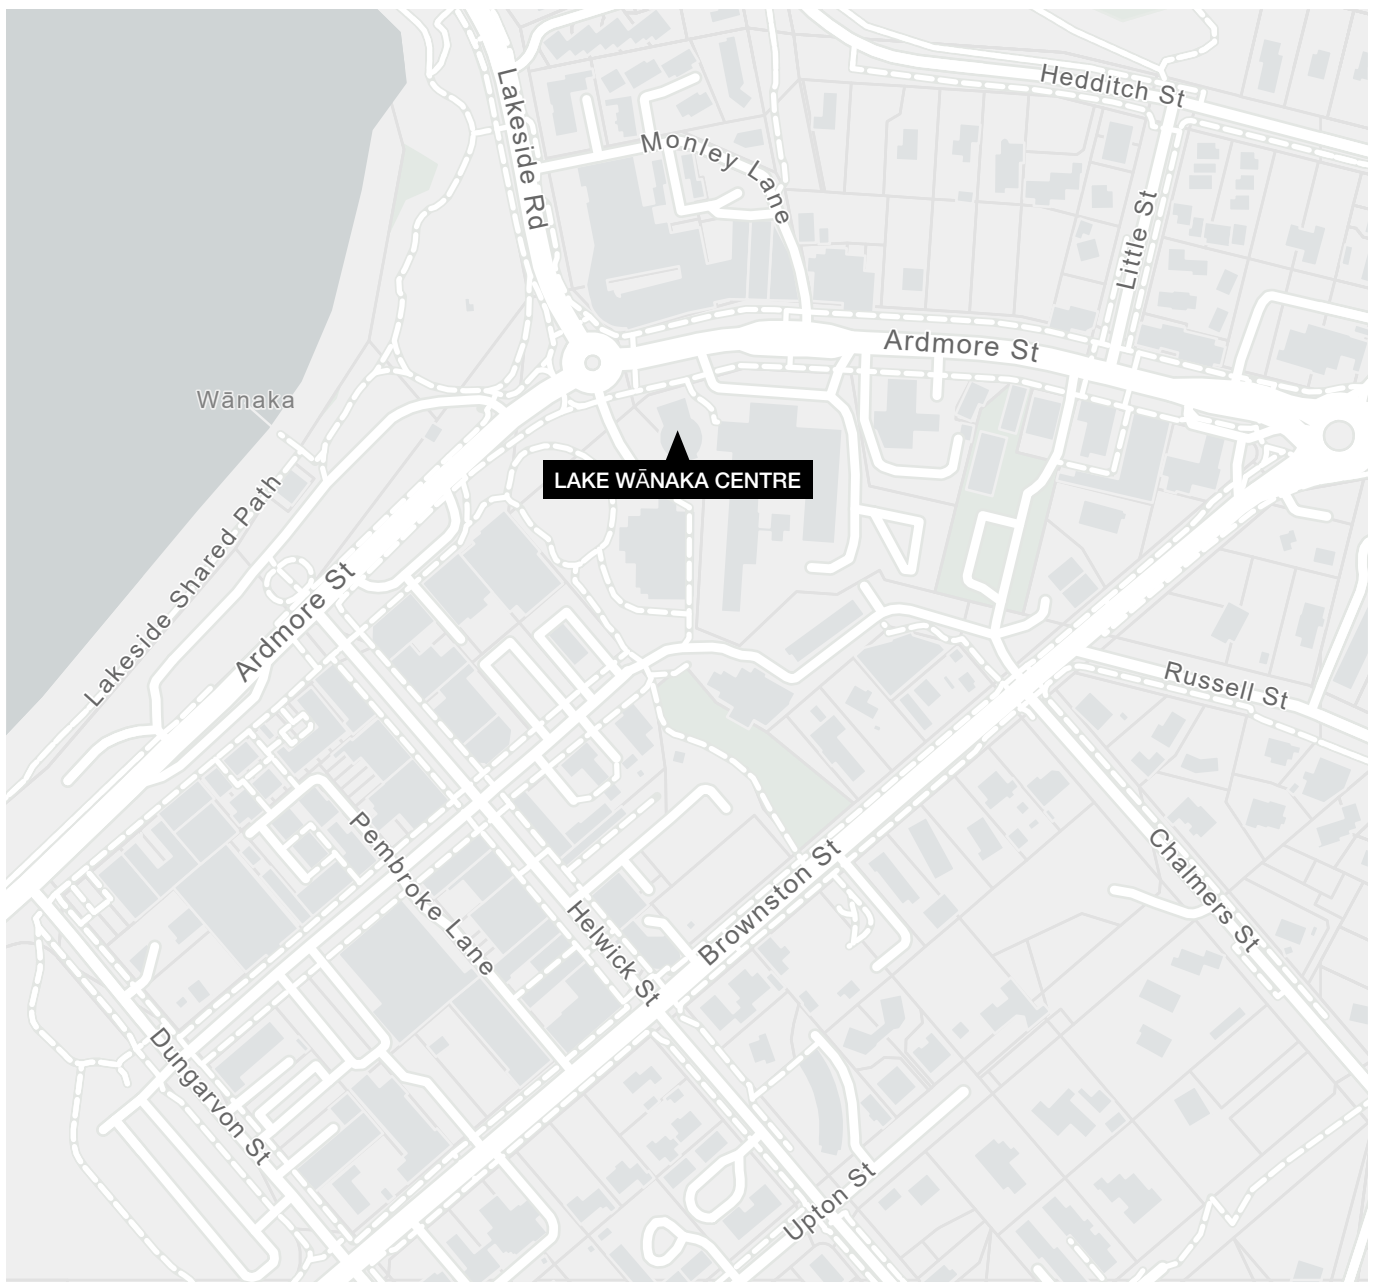 Hedditch St
Lakeside Rd
Monley Lane
Little St
Ardmore St
Wānaka
LAKE WĀNAKA CENTRE
Lakeside Shared Path
Ardmore St
Russell St
Pembroke Lane
Helwick St
Brownston St
Chalmers St
Dungarvon St
Upton St